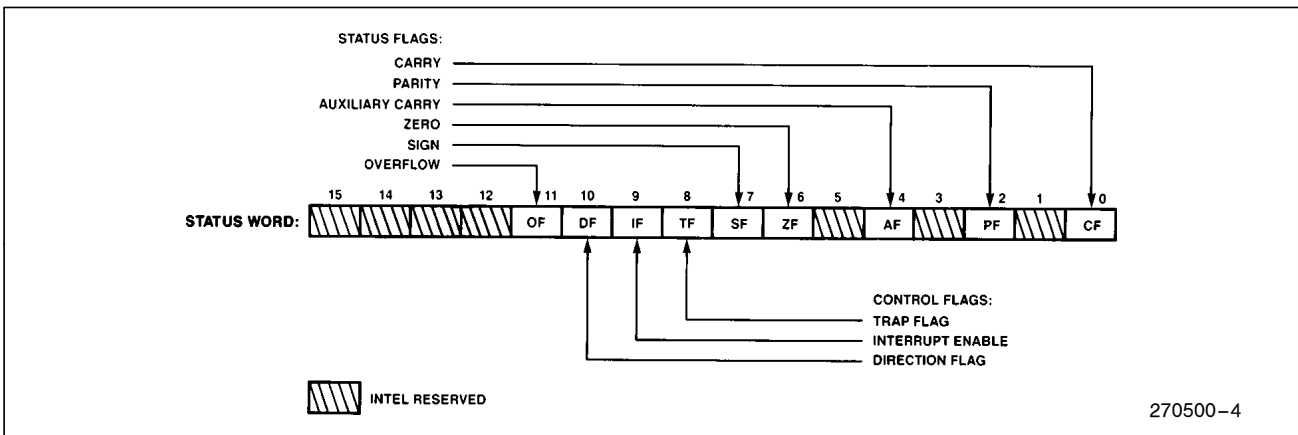 STATUS FLAGS:
CARRY
PARITY
AUXILIARY CARRY
ZERO
SIGN
OVERFLOW
15 14 13 12 11 10 9 8 7 6 5 4 3 2 1 0
STATUS WORD: OF DF IF TF SF ZF AF PF CF
CONTROL FLAGS:
TRAP FLAG
INTERRUPT ENABLE
DIRECTION FLAG
INTEL RESERVED
270500-4